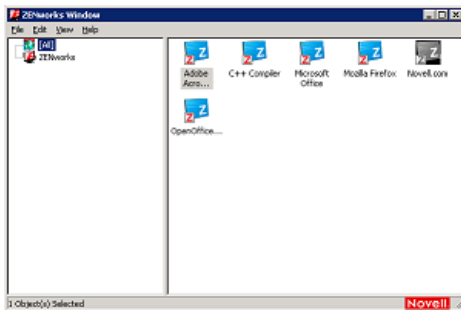 ZENworks Window
File Edit View Help
[All]
ZENworks
Adobe Acro...
C++ Compiler
Microsoft Office
Mozilla Firefox
Novell.com
OpenOffice....
1 Object(s) Selected
Novell